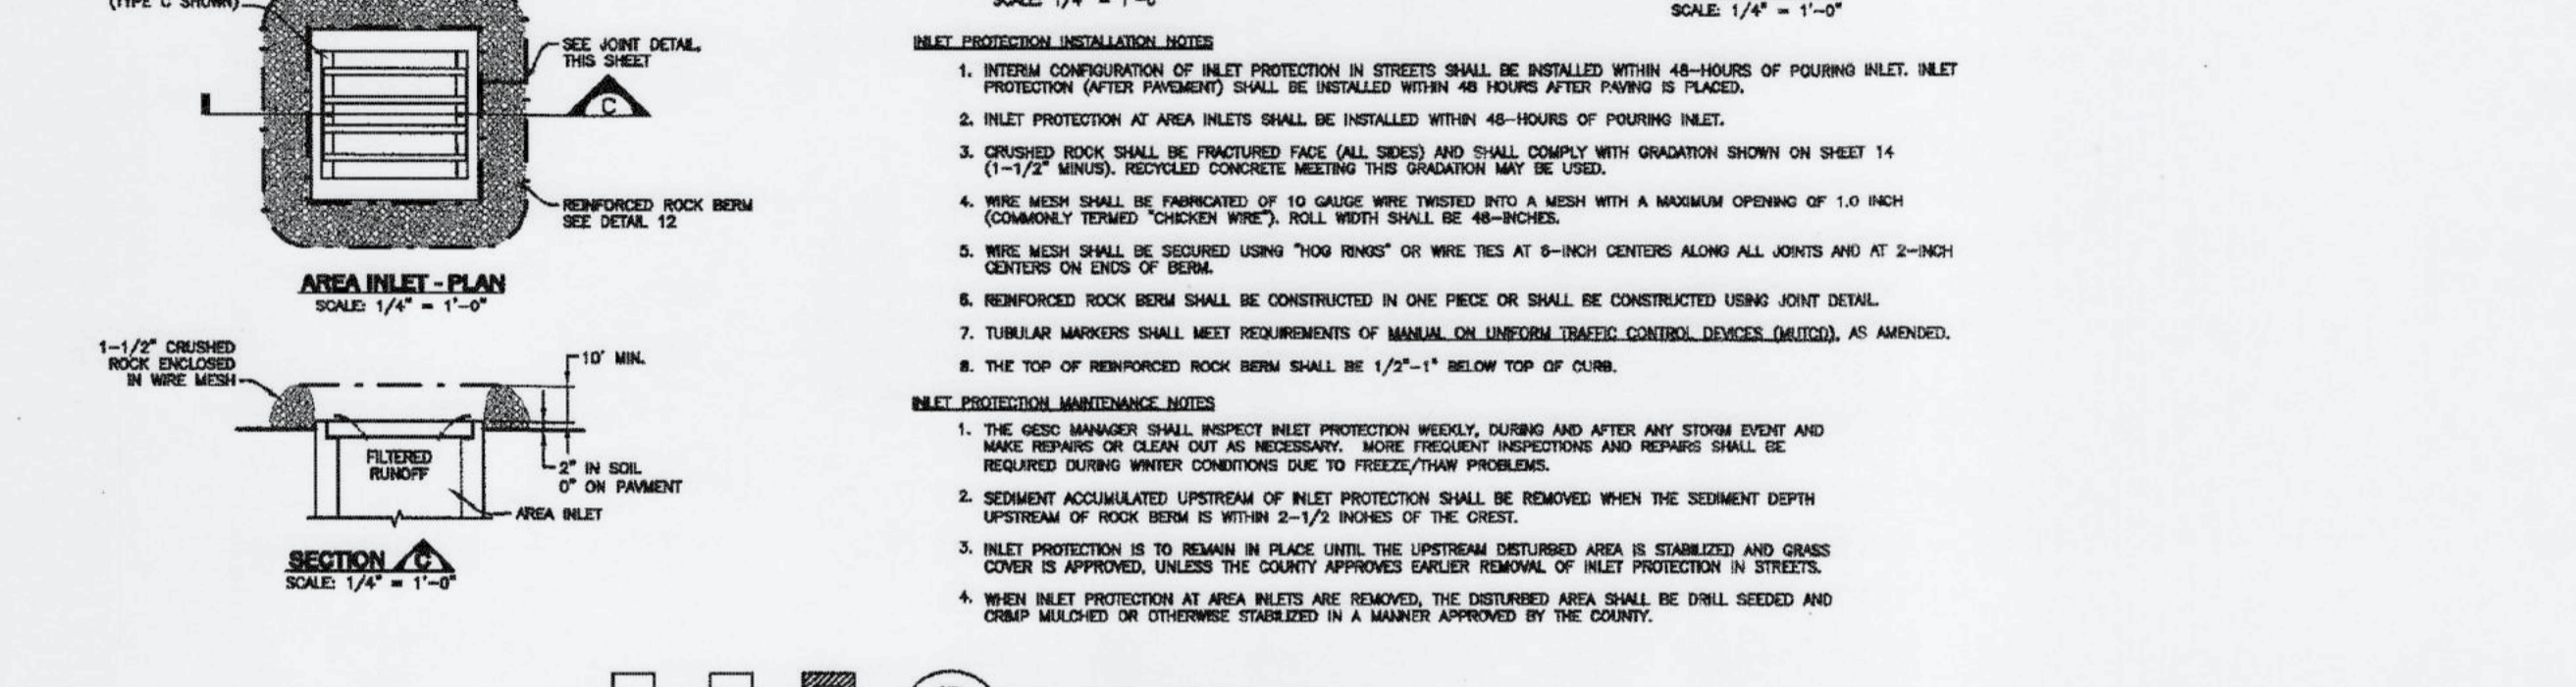 (TYPE C SHOWN)
SEE JOINT DETAIL,
THIS SHEET
C
REINFORCED ROCK BERM
SEE DETAIL 12
AREA INLET - PLAN
SCALE: 1/4" = 1'-0"
1-1/2" CRUSHED
ROCK ENCLOSED
IN WIRE MESH
10' MIN.
FILTERED
RUNOFF
2" IN SOIL
0" ON PAVMENT
AREA INLET
SECTION C
SCALE: 1/4" = 1'-0"
SCALE: 1/4" = 1'-0"
SCALE: 1/4" = 1'-0"
INLET PROTECTION INSTALLATION NOTES
1. INTERIM CONFIGURATION OF INLET PROTECTION IN STREETS SHALL BE INSTALLED WITHIN 48-HOURS OF POURING INLET. INLET
PROTECTION (AFTER PAVEMENT) SHALL BE INSTALLED WITHIN 48 HOURS AFTER PAVING IS PLACED.
2. INLET PROTECTION AT AREA INLETS SHALL BE INSTALLED WITHIN 48-HOURS OF POURING INLET.
3. CRUSHED ROCK SHALL BE FRACTURED FACE (ALL SIDES) AND SHALL COMPLY WITH GRADATION SHOWN ON SHEET 14
(1-1/2" MINUS). RECYCLED CONCRETE MEETING THIS GRADATION MAY BE USED.
4. WIRE MESH SHALL BE FABRICATED OF 10 GAUGE WIRE TWISTED INTO A MESH WITH A MAXIMUM OPENING OF 1.0 INCH
(COMMONLY TERMED "CHICKEN WIRE"). ROLL WIDTH SHALL BE 48-INCHES.
5. WIRE MESH SHALL BE SECURED USING "HOG RINGS" OR WIRE TIES AT 6-INCH CENTERS ALONG ALL JOINTS AND AT 2-INCH
CENTERS ON ENDS OF BERM.
6. REINFORCED ROCK BERM SHALL BE CONSTRUCTED IN ONE PIECE OR SHALL BE CONSTRUCTED USING JOINT DETAIL.
7. TUBULAR MARKERS SHALL MEET REQUIREMENTS OF MANUAL ON UNIFORM TRAFFIC CONTROL DEVICES (MUTCD), AS AMENDED.
8. THE TOP OF REINFORCED ROCK BERM SHALL BE 1/2"-1" BELOW TOP OF CURB.
INLET PROTECTION MAINTENANCE NOTES
1. THE GESC MANAGER SHALL INSPECT INLET PROTECTION WEEKLY, DURING AND AFTER ANY STORM EVENT AND
MAKE REPAIRS OR CLEAN OUT AS NECESSARY. MORE FREQUENT INSPECTIONS AND REPAIRS SHALL BE
REQUIRED DURING WINTER CONDITIONS DUE TO FREEZE/THAW PROBLEMS.
2. SEDIMENT ACCUMULATED UPSTREAM OF INLET PROTECTION SHALL BE REMOVED WHEN THE SEDIMENT DEPTH
UPSTREAM OF ROCK BERM IS WITHIN 2-1/2 INCHES OF THE CREST.
3. INLET PROTECTION IS TO REMAIN IN PLACE UNTIL THE UPSTREAM DISTURBED AREA IS STABILIZED AND GRASS
COVER IS APPROVED, UNLESS THE COUNTY APPROVES EARLIER REMOVAL OF INLET PROTECTION IN STREETS.
4. WHEN INLET PROTECTION AT AREA INLETS ARE REMOVED, THE DISTURBED AREA SHALL BE DRILL SEEDED AND
CRIMP MULCHED OR OTHERWISE STABILIZED IN A MANNER APPROVED BY THE COUNTY.